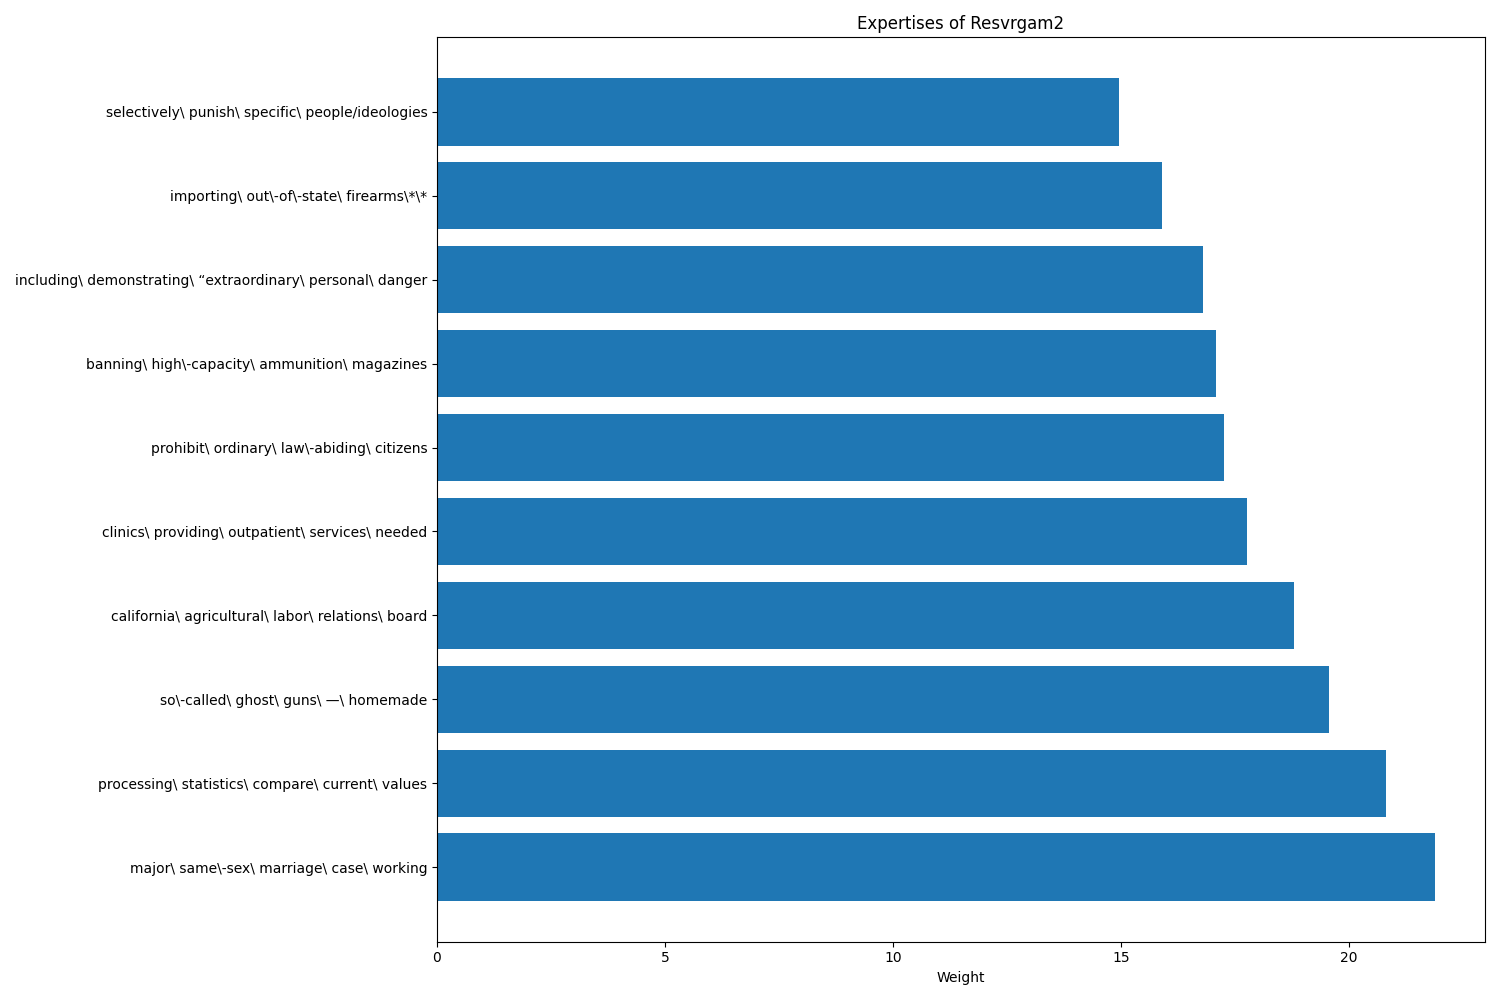 Expertises of Resvrgam2
selectively\ punish\ specific\ people/ideologies
importing\ out\-of\-state\ firearms\*\*
including\ demonstrating\ “extraordinary\ personal\ danger
banning\ high\-capacity\ ammunition\ magazines
prohibit\ ordinary\ law\-abiding\ citizens
clinics\ providing\ outpatient\ services\ needed
california\ agricultural\ labor\ relations\ board
so\-called\ ghost\ guns\ —\ homemade
processing\ statistics\ compare\ current\ values
major\ same\-sex\ marriage\ case\ working
0 5 10 15 20
Weight